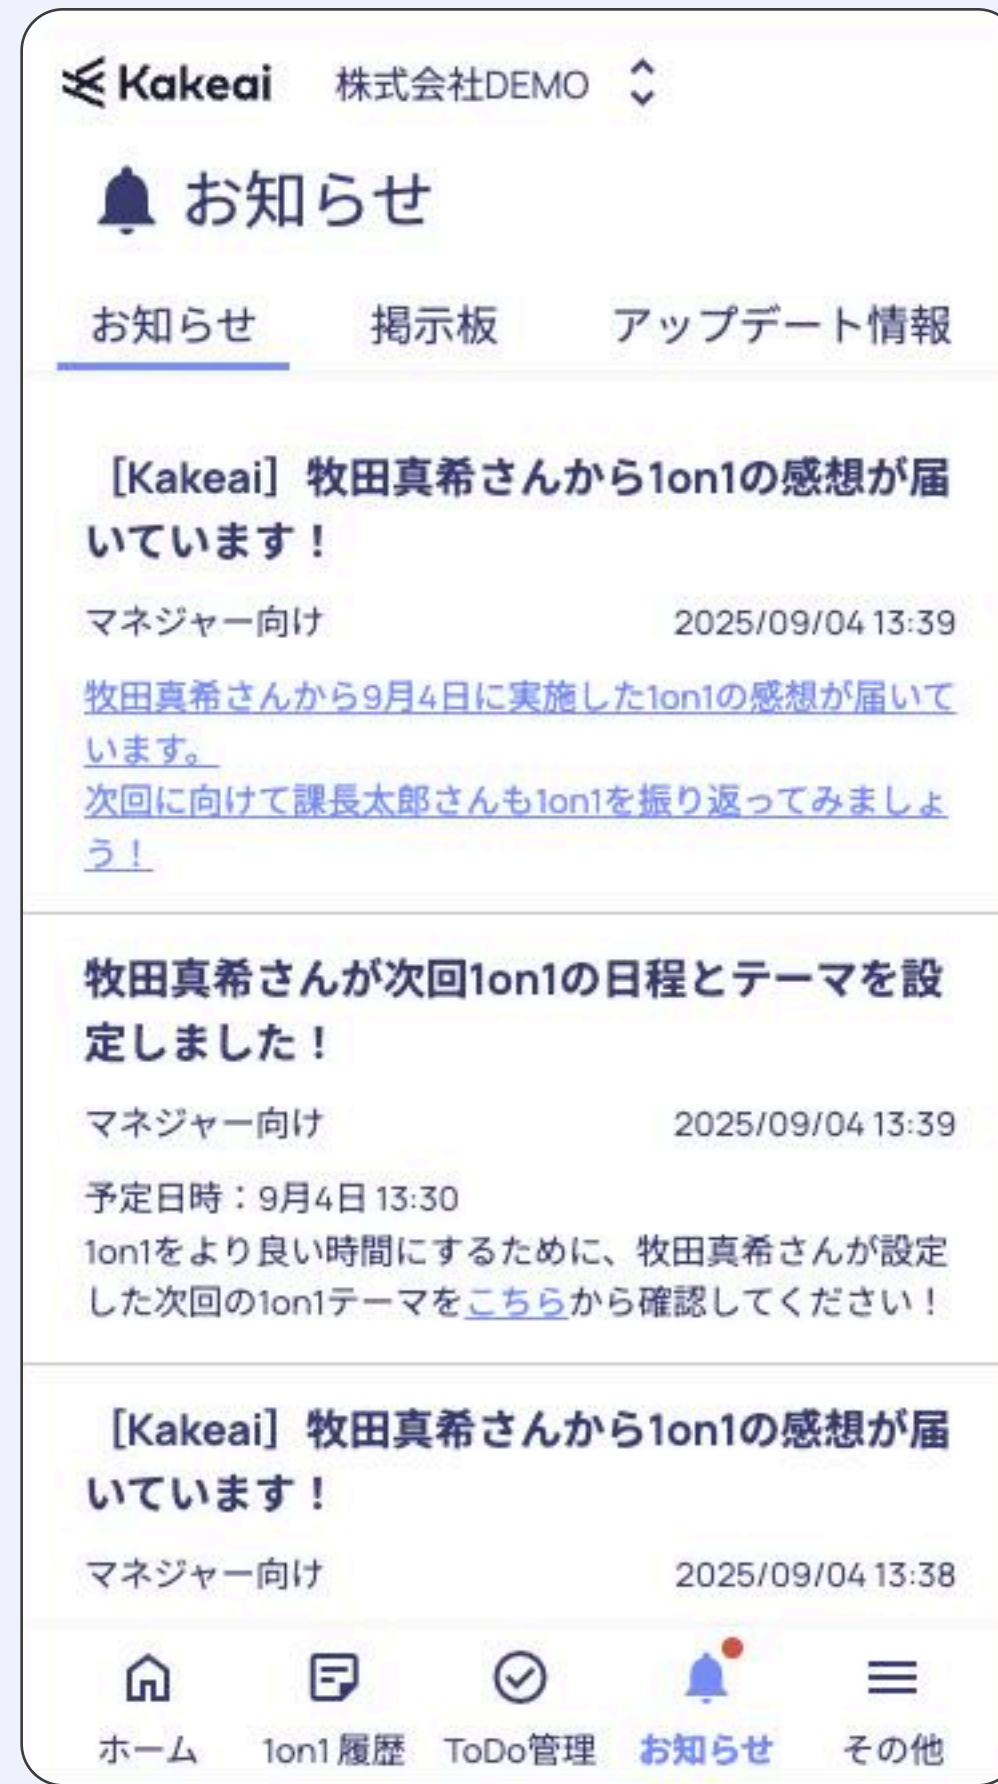 Kakeai 株式会社DEMO
お知らせ
お知らせ 掲示板 アップデート情報
［Kakeai］牧田真希さんから1on1の感想が届
いています！
マネジャー向け 2025/09/04 13:39
牧田真希さんから9月4日に実施した1on1の感想が届いて
います。
次回に向けて課長太郎さんも1on1を振り返ってみましょ
う！
牧田真希さんが次回1on1の日程とテーマを設
定しました！
マネジャー向け 2025/09/04 13:39
予定日時：9月4日 13:30
1on1をより良い時間にするために、牧田真希さんが設定
した次回の1on1テーマをこちらから確認してください！
［Kakeai］牧田真希さんから1on1の感想が届
いています！
マネジャー向け 2025/09/04 13:38
ホーム 1on1 履歴 ToDo管理 お知らせ その他